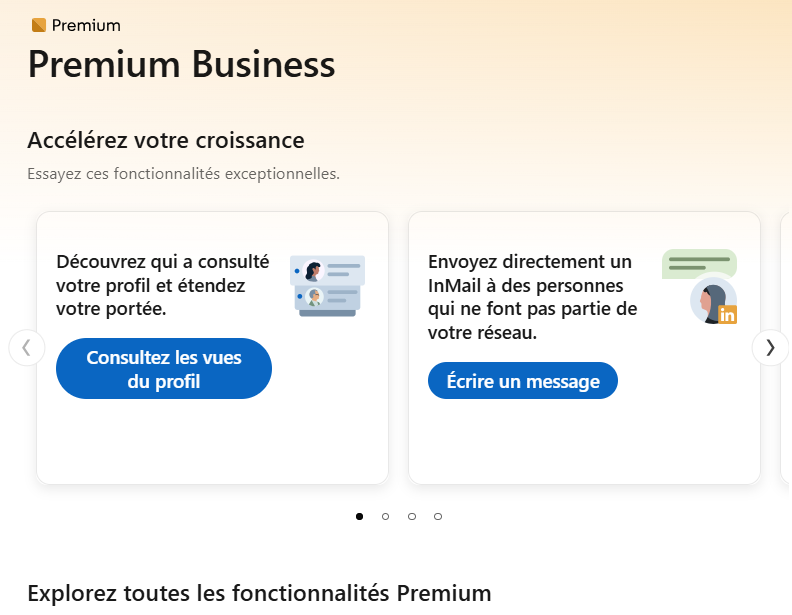 Premium
Premium Business
Accélérez votre croissance
Essayez ces fonctionnalités exceptionnelles.
Découvrez qui a consulté
votre profil et étendez
votre portée.
Consultez les vues
du profil
Envoyez directement un
InMail à des personnes
qui ne font pas partie de
votre réseau.
in
Écrire un message
Explorez toutes les fonctionnalités Premium